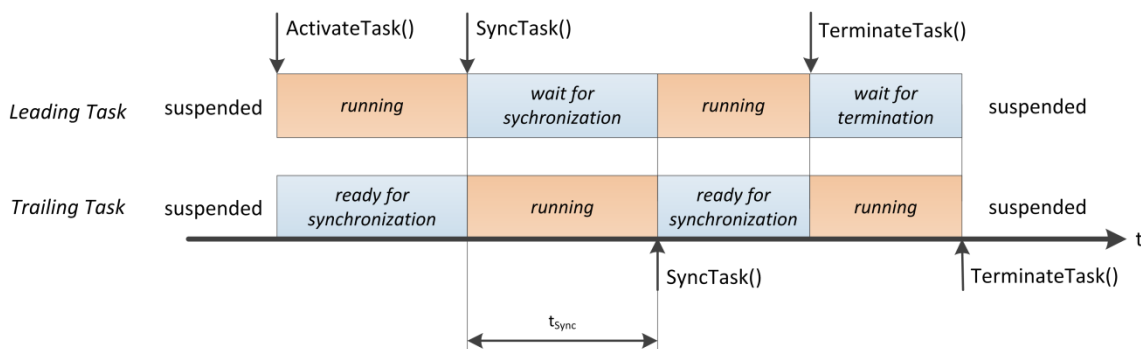 ActivateTask() SyncTask() TerminateTask()
Leading Task suspended running wait for sychronization running wait for termination suspended
Trailing Task suspended ready for synchronization running ready for synchronization running suspended
t
SyncTask() TerminateTask()
tSync